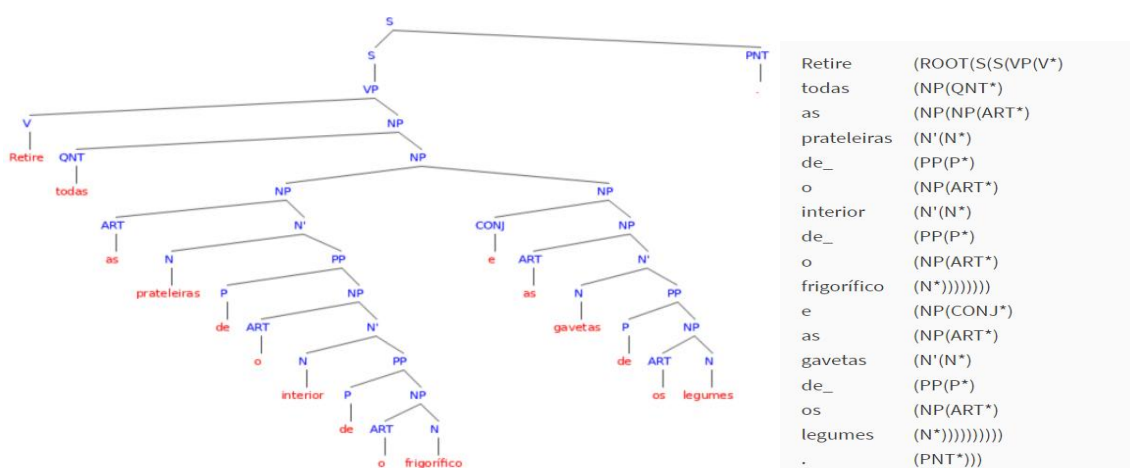 S
S PNT
VP .
V NP
Retire QNT NP
todas NP NP
ART N' CONJ NP
as N PP e ART N'
prateleiras P NP as N PP
de ART N' gavetas P NP
o N PP de ART N
interior P NP os legumes
de ART N
o frigorífico
Retire (ROOT(S(S(VP(V*)
todas (NP(QNT*)
as (NP(NP(ART*)
prateleiras (N'(N*)
de_ (PP(P*)
o (NP(ART*)
interior (N'(N*)
de_ (PP(P*)
o (NP(ART*)
frigorífico (N*))))))))
e (NP(CONJ*)
as (NP(ART*)
gavetas (N'(N*)
de_ (PP(P*)
os (NP(ART*)
legumes (N*))))))))))
. (PNT*)))